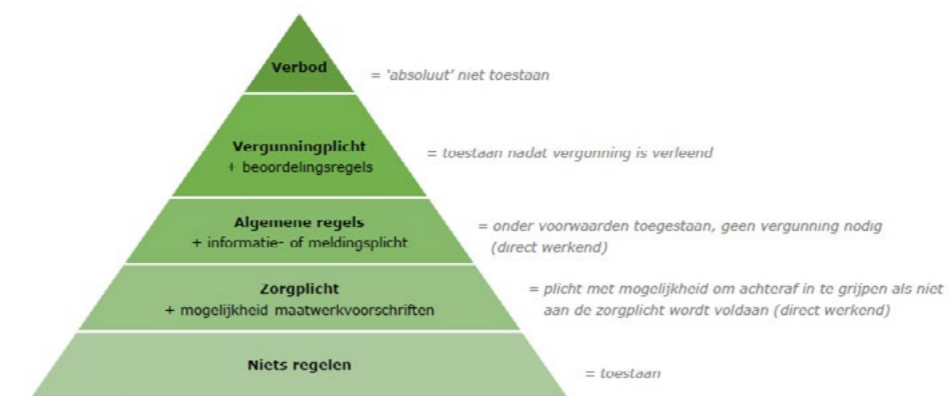 Verbod
= 'absoluut' niet toestaan
Vergunningplicht
+ beoordelingsregels
= toestaan nadat vergunning is verleend
Algemene regels
+ informatie- of meldingsplicht
= onder voorwaarden toegestaan, geen vergunning nodig
(direct werkend)
Zorgplicht
+ mogelijkheid maatwerkvoorschriften
= plicht met mogelijkheid om achteraf in te grijpen als niet
aan de zorgplicht wordt voldaan (direct werkend)
Niets regelen
= toestaan